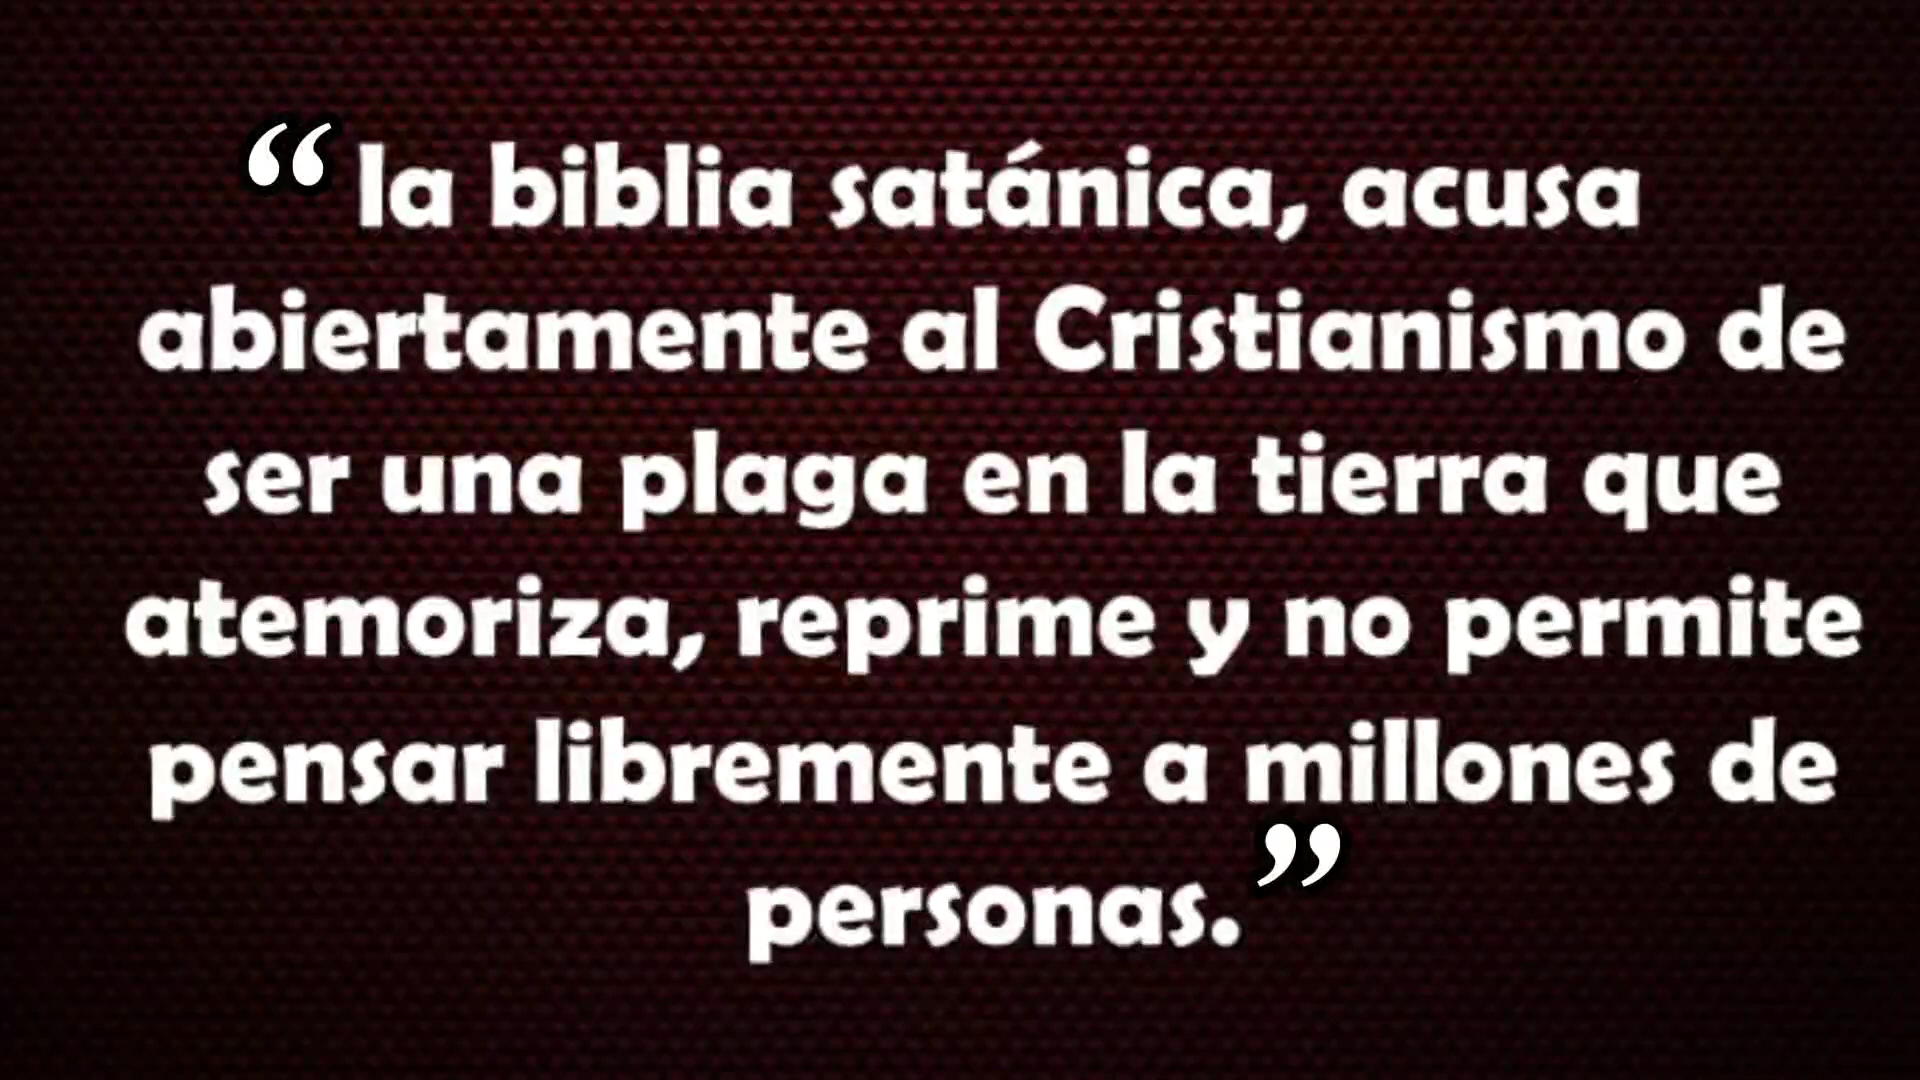 “ la biblia satánica, acusa
abiertamente al Cristianismo de
ser una plaga en la tierra que
atemoriza, reprime y no permite
pensar libremente a millones de
personas.”